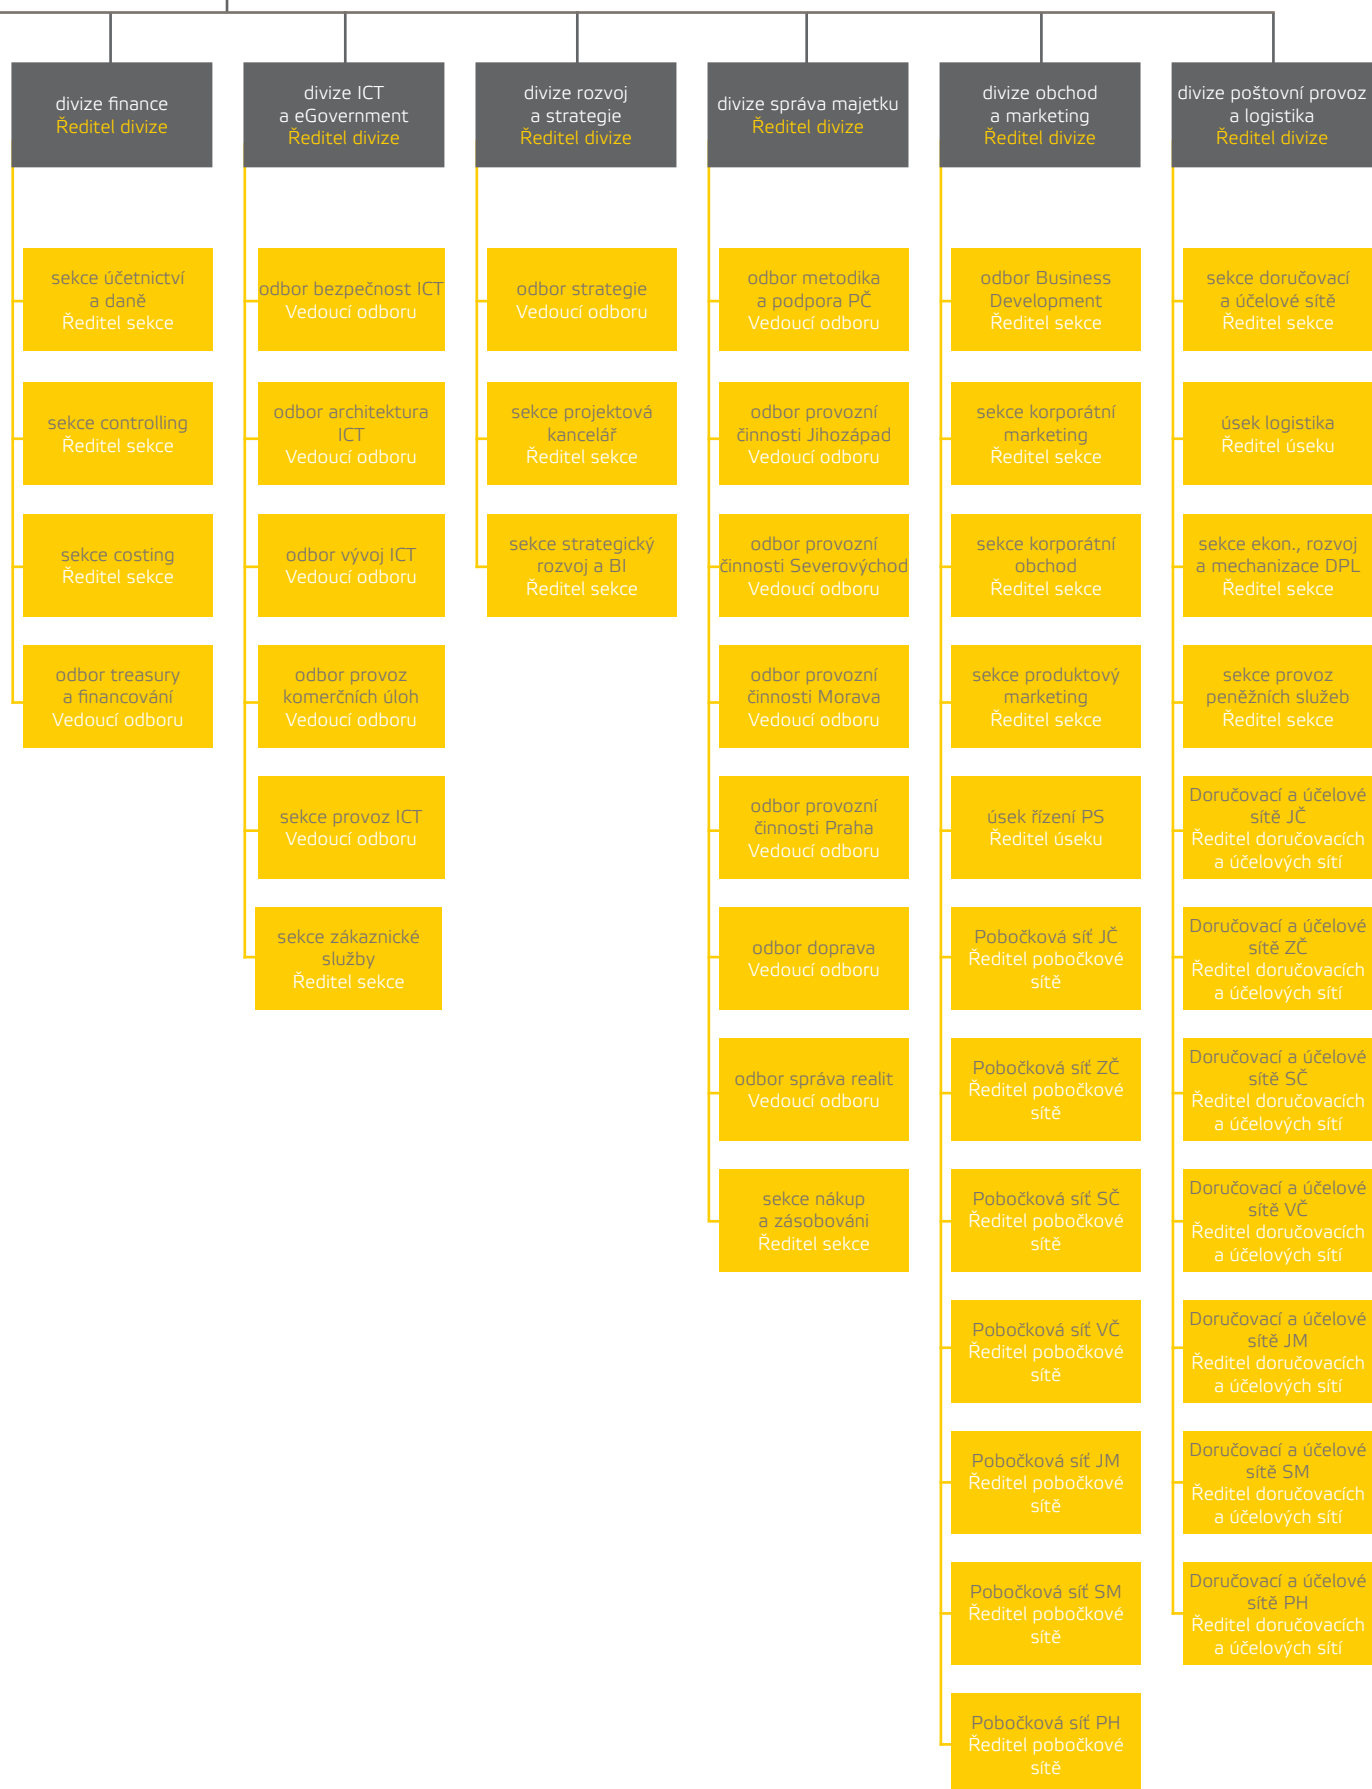 divize finance
Ředitel divize
divize ICT
a eGovernment
Ředitel divize
divize rozvoj
a strategie
Ředitel divize
divize správa majetku
Ředitel divize
divize obchod
a marketing
Ředitel divize
divize poštovní provoz
a logistika
Ředitel divize
sekce účetnictví
a daně
Ředitel sekce
sekce controlling
Ředitel sekce
sekce costing
Ředitel sekce
odbor treasury
a financování
Vedoucí odboru
odbor bezpečnost ICT
Vedoucí odboru
odbor architektura
ICT
Vedoucí odboru
odbor vývoj ICT
Vedoucí odboru
odbor provoz
komerčních úloh
Vedoucí odboru
sekce provoz ICT
Vedoucí odboru
sekce zákaznické
služby
Ředitel sekce
odbor strategie
Vedoucí odboru
sekce projektová
kancelář
Ředitel sekce
sekce strategický
rozvoj a BI
Ředitel sekce
odbor metodika
a podpora PČ
Vedoucí odboru
odbor provozní
činnosti Jihozápad
Vedoucí odboru
odbor provozní
činnosti Severovýchod
Vedoucí odboru
odbor provozní
činnosti Morava
Vedoucí odboru
odbor provozní
činnosti Praha
Vedoucí odboru
odbor doprava
Vedoucí odboru
odbor správa realit
Vedoucí odboru
sekce nákup
a zásobováni
Ředitel sekce
odbor Business
Development
Ředitel sekce
sekce korporátní
marketing
Ředitel sekce
sekce korporátní
obchod
Ředitel sekce
sekce produktový
marketing
Ředitel sekce
úsek řízení PS
Ředitel úseku
Pobočková síť JČ
Ředitel pobočkové
sítě
Pobočková síť ZČ
Ředitel pobočkové
sítě
Pobočková síť SČ
Ředitel pobočkové
sítě
Pobočková síť VČ
Ředitel pobočkové
sítě
Pobočková síť JM
Ředitel pobočkové
sítě
Pobočková síť SM
Ředitel pobočkové
sítě
Pobočková síť PH
Ředitel pobočkové
sítě
sekce doručovací
a účelové sítě
Ředitel sekce
úsek logistika
Ředitel úseku
sekce ekon., rozvoj
a mechanizace DPL
Ředitel sekce
sekce provoz
peněžních služeb
Ředitel sekce
Doručovací a účelové
sítě JČ
Ředitel doručovacích
a účelových sítí
Doručovací a účelové
sítě ZČ
Ředitel doručovacích
a účelových sítí
Doručovací a účelové
sítě SČ
Ředitel doručovacích
a účelových sítí
Doručovací a účelové
sítě VČ
Ředitel doručovacích
a účelových sítí
Doručovací a účelové
sítě JM
Ředitel doručovacích
a účelových sítí
Doručovací a účelové
sítě SM
Ředitel doručovacích
a účelových sítí
Doručovací a účelové
sítě PH
Ředitel doručovacích
a účelových sítí